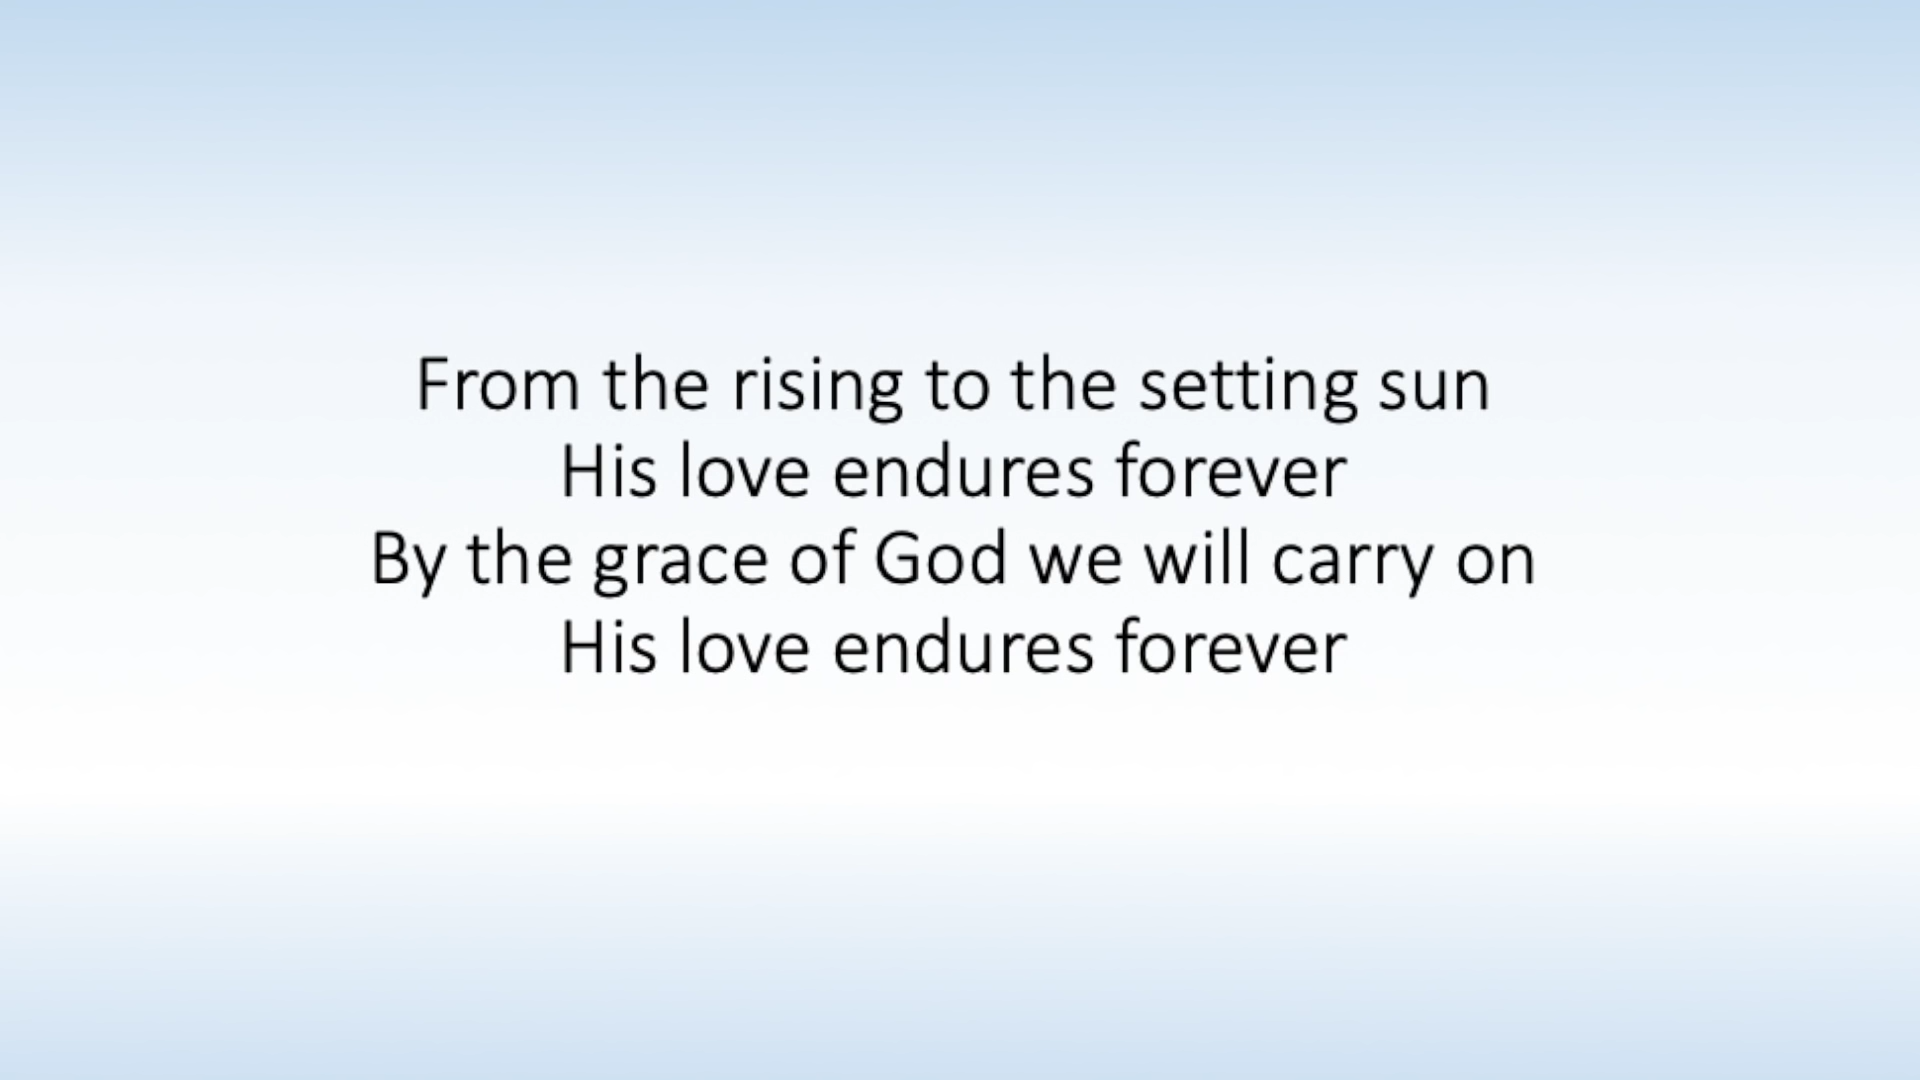 From the rising to the setting sun
His love endures forever
By the grace of God we will carry on
His love endures forever